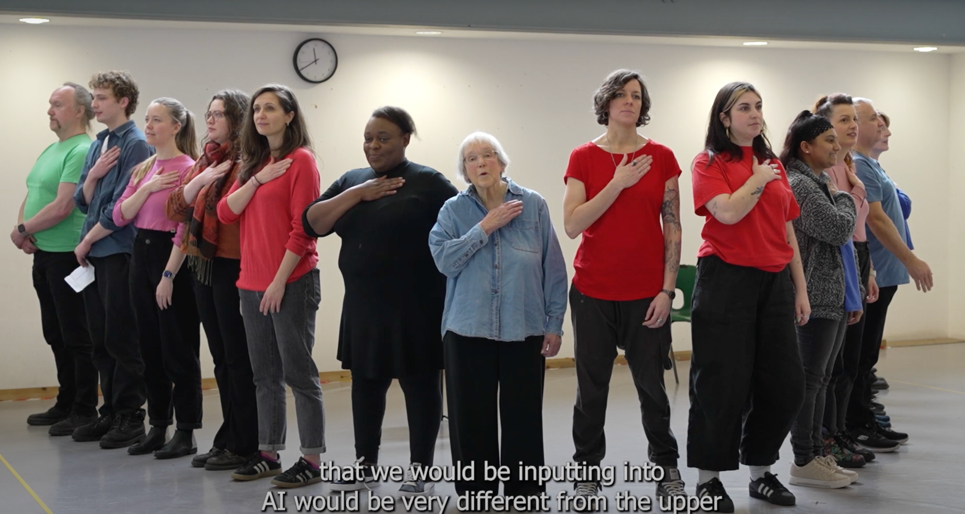 that we would be inputting into
AI would be very different from the upper